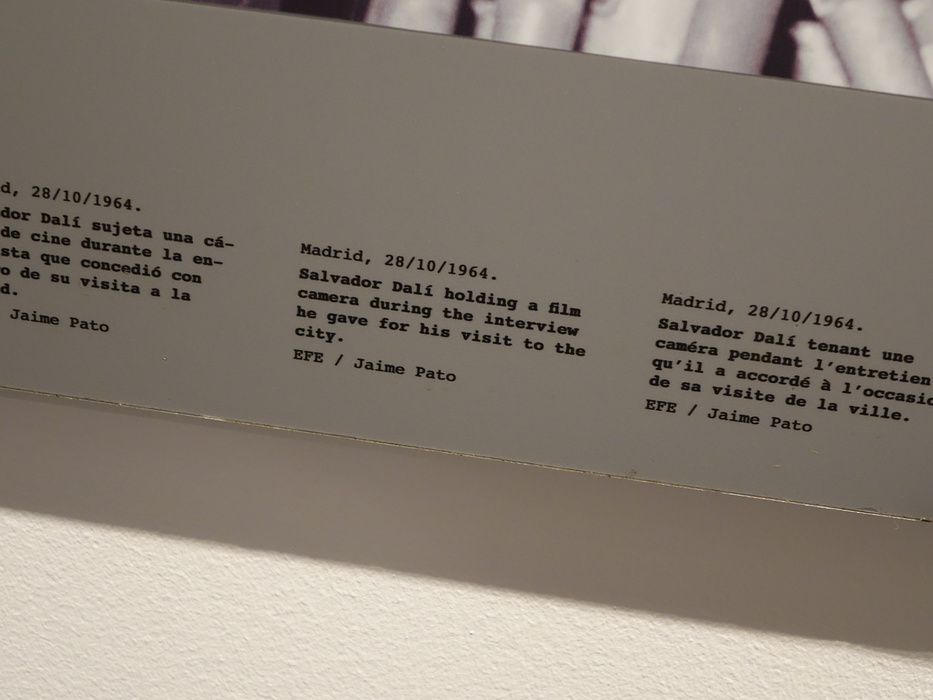 d, 28/10/1964.
dor Dalí sujeta una cá-
de cine durante la en-
sta que concedió con
o de su visita a la
d.
Jaime Pato
Madrid, 28/10/1964.
Salvador Dalí holding a film
camera during the interview
he gave for his visit to the
city.
EFE / Jaime Pato
Madrid, 28/10/1964.
Salvador Dalí tenant une
caméra pendant l'entretien
qu'il a accordé à l'occasio
de sa visite de la ville.
EFE / Jaime Pato